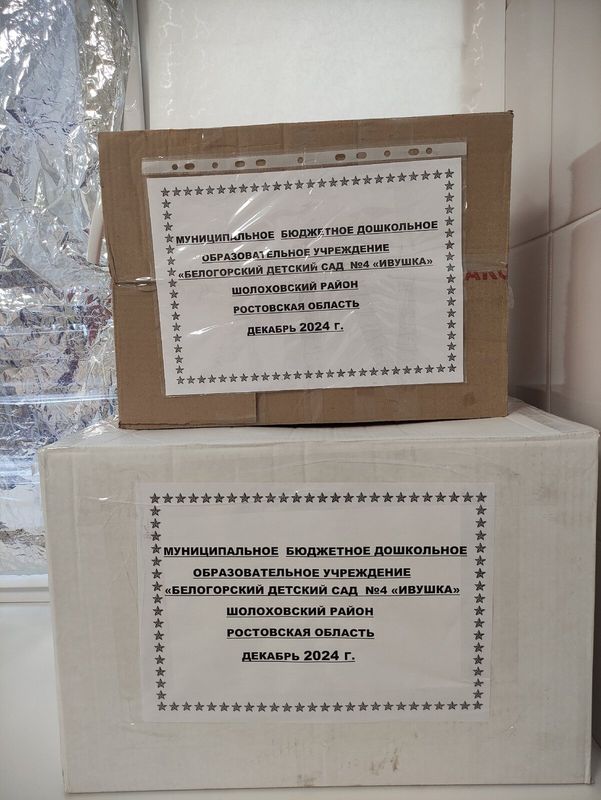 МУНИЦИПАЛЬНОЕ БЮДЖЕТНОЕ ДОШКОЛЬНОЕ
ОБРАЗОВАТЕЛЬНОЕ УЧРЕЖДЕНИЕ
«БЕЛОГОРСКИЙ ДЕТСКИЙ САД №4 «ИВУШКА»
ШОЛОХОВСКИЙ РАЙОН
РОСТОВСКАЯ ОБЛАСТЬ
ДЕКАБРЬ 2024 г.
МУНИЦИПАЛЬНОЕ БЮДЖЕТНОЕ ДОШКОЛЬНОЕ
ОБРАЗОВАТЕЛЬНОЕ УЧРЕЖДЕНИЕ
«БЕЛОГОРСКИЙ ДЕТСКИЙ САД №4 «ИВУШКА»
ШОЛОХОВСКИЙ РАЙОН
РОСТОВСКАЯ ОБЛАСТЬ
ДЕКАБРЬ 2024 г.